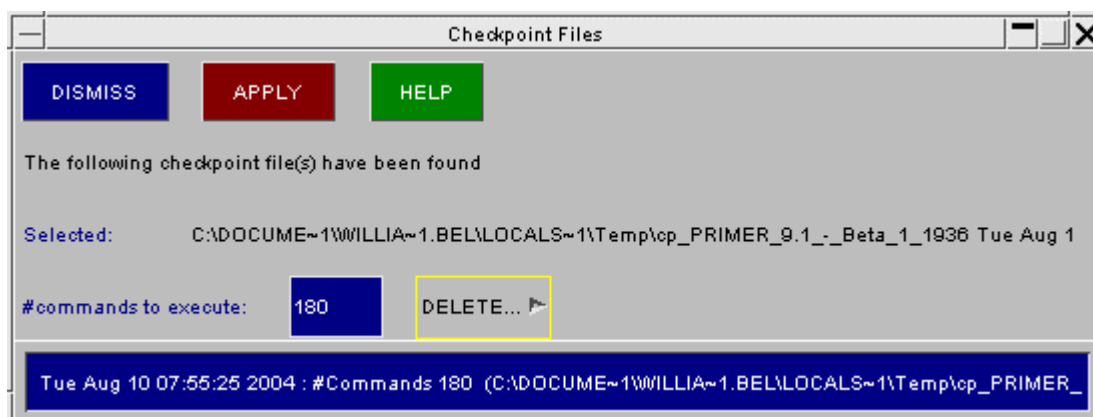 Checkpoint Files
DISMISS APPLY HELP
The following checkpoint file(s) have been found
Selected: C:\DOCUME~1\WILLIA~1.BEL\LOCALS~1\Temp\cp_PRIMER_9.1_-_Beta_1_1936 Tue Aug 1
#commands to execute: 180 DELETE...
Tue Aug 10 07:55:25 2004 : #Commands 180 (C:\DOCUME~1\WILLIA~1.BEL\LOCALS~1\Temp\cp_PRIMER_